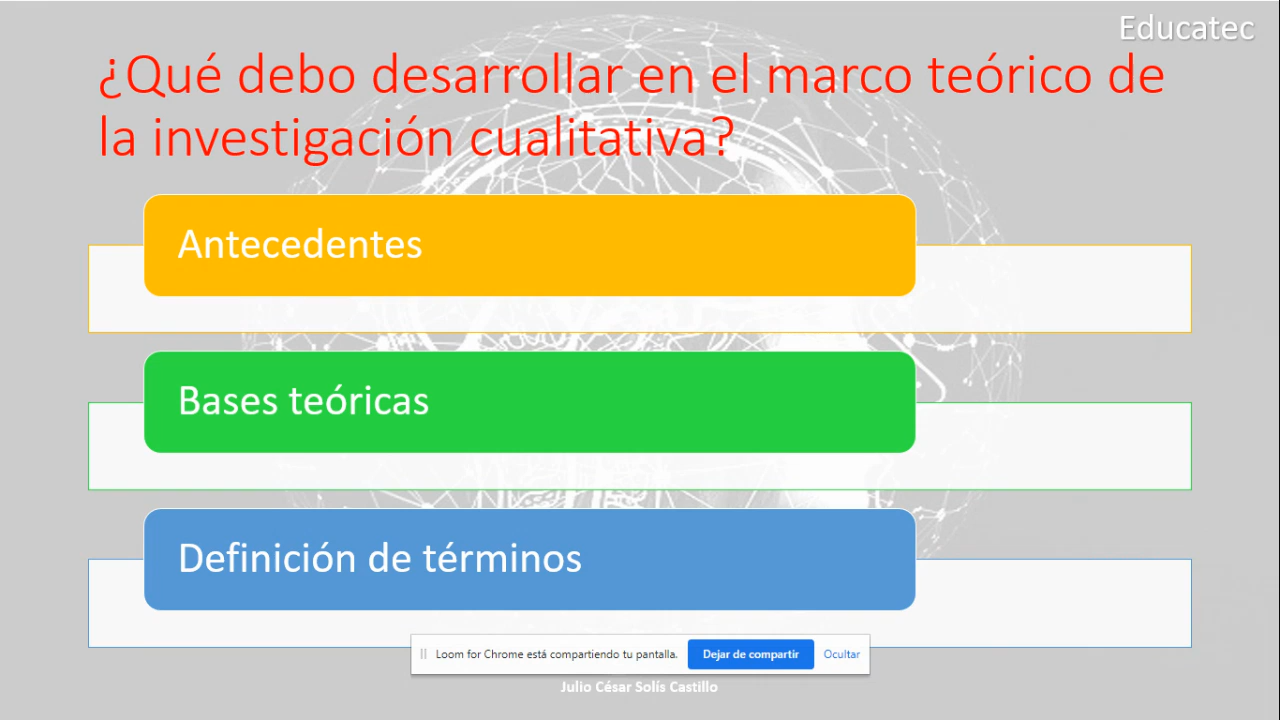 Educatec
¿Qué debo desarrollar en el marco teórico de
la investigación cualitativa?
Antecedentes
Bases teóricas
Definición de términos
Loom for Chrome está compartiendo tu pantalla. Dejar de compartir Ocultar
Julio César Solís Castillo